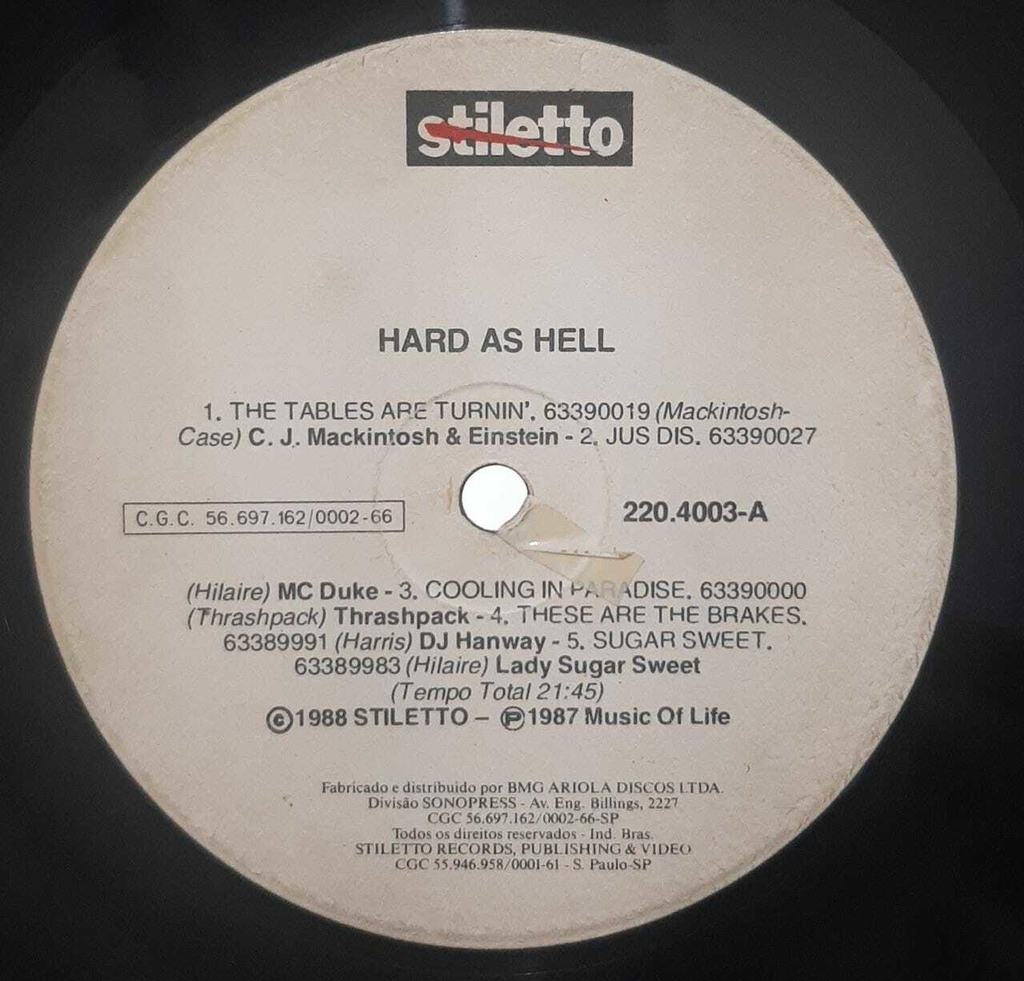 stiletto
HARD AS HELL
1. THE TABLES ARE TURNIN'. 63390019 (Mackintosh-
Case) C. J. Mackintosh & Einstein - 2. JUS DIS. 63390027
C.G.C. 56.697.162/0002-66
220.4003-A
(Hilaire) MC Duke - 3. COOLING IN PARADISE. 63390000
(Thrashpack) Thrashpack - 4. THESE ARE THE BRAKES.
63389991 (Harris) DJ Hanway - 5. SUGAR SWEET.
63389983 (Hilaire) Lady Sugar Sweet
(Tempo Total 21:45)
©1988 STILETTO – ℗1987 Music Of Life
Fabricado e distribuido por BMG ARIOLA DISCOS LTDA.
Divisão SONOPRESS - Av. Eng. Billings, 2227
CGC 56.697.162/0002-66-SP
Todos os direitos reservados - Ind. Bras.
STILETTO RECORDS, PUBLISHING & VIDEO
CGC 55.946.958/0001-61 - S. Paulo-SP